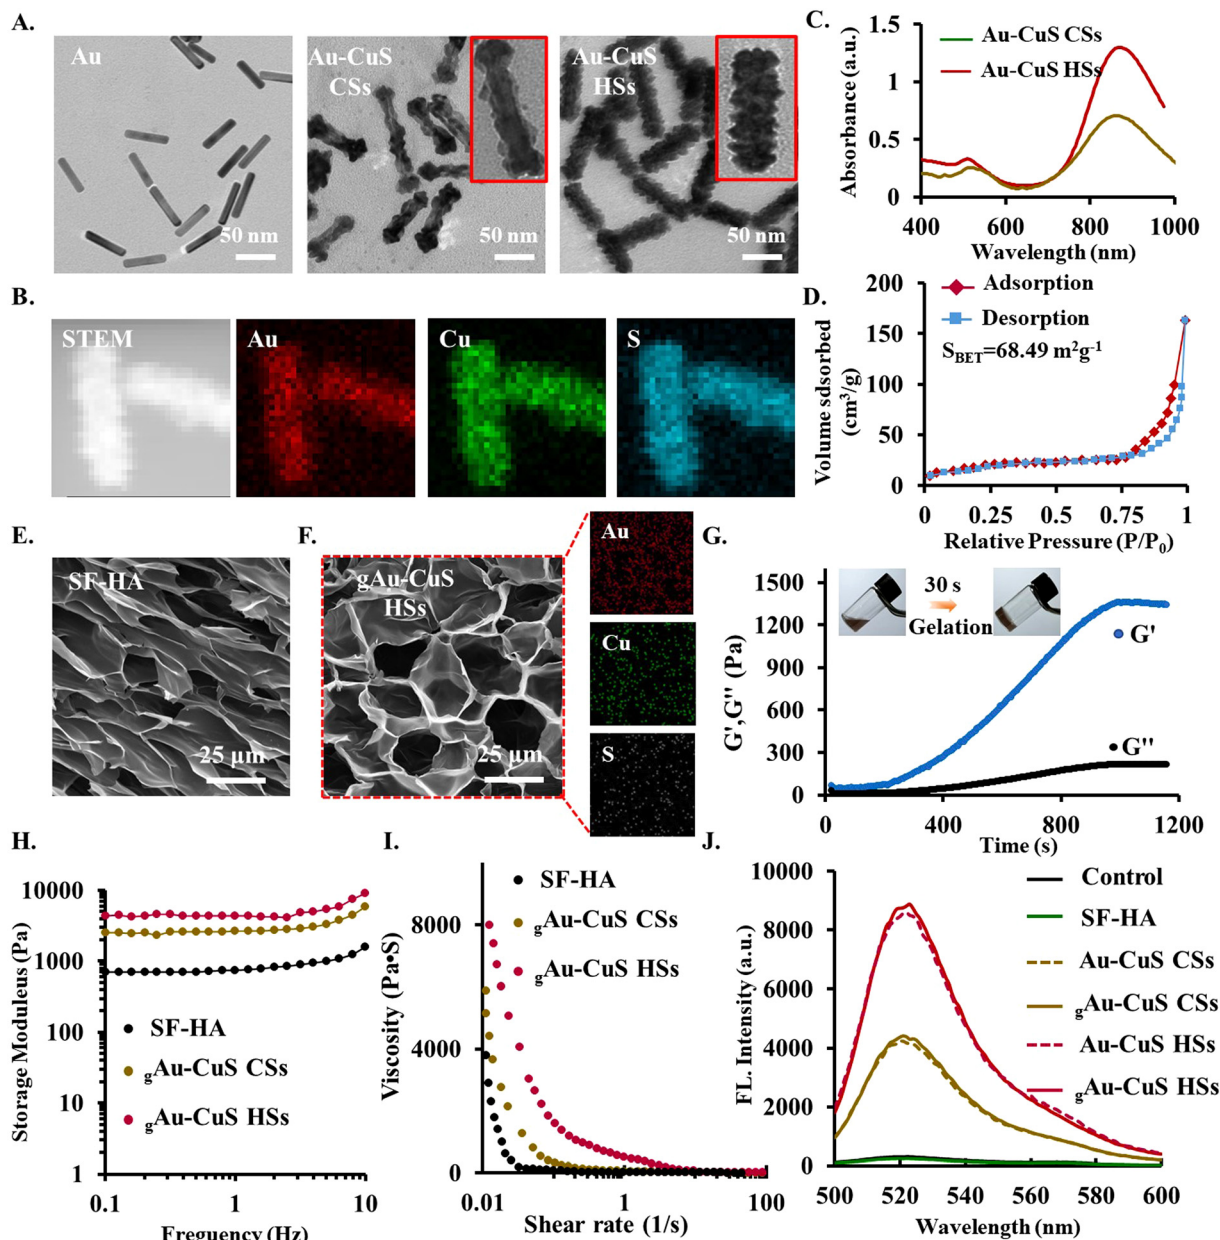 A.
Au
50 nm
Au-CuS
CSs
50 nm
Au-CuS
HSs
50 nm
C.
Absorbance (a.u.)
1.5
1
0.5
0
Au-CuS CSs
Au-CuS HSs
400
600
800
1000
Wavelength (nm)
B.
STEM
Au
Cu
S
D.
Volume sdsorbed
(cm³/g)
200
150
100
50
0
Adsorption
Desorption
S_BET=68.49 m²g⁻¹
0
0.25
0.5
0.75
1
Relative Pressure (P/P₀)
E.
SF-HA
25 µm
F.
gAu-CuS
HSs
25 µm
Au
Cu
S
G.
G',G'' (Pa)
1500
1200
900
600
300
0
30 s
Gelation
G'
G''
0
400
800
1200
Time (s)
H.
Storage Moduleus (Pa)
10000
1000
100
10
1
SF-HA
gAu-CuS CSs
gAu-CuS HSs
0.1
1
10
Freguency (Hz)
I.
Viscosity (Pa•S)
8000
4000
0
SF-HA
gAu-CuS CSs
gAu-CuS HSs
0.01
1
100
Shear rate (1/s)
J.
FL. Intensity (a.u.)
10000
8000
6000
4000
2000
0
Control
SF-HA
Au-CuS CSs
gAu-CuS CSs
Au-CuS HSs
gAu-CuS HSs
500
520
540
560
580
600
Wavelength (nm)